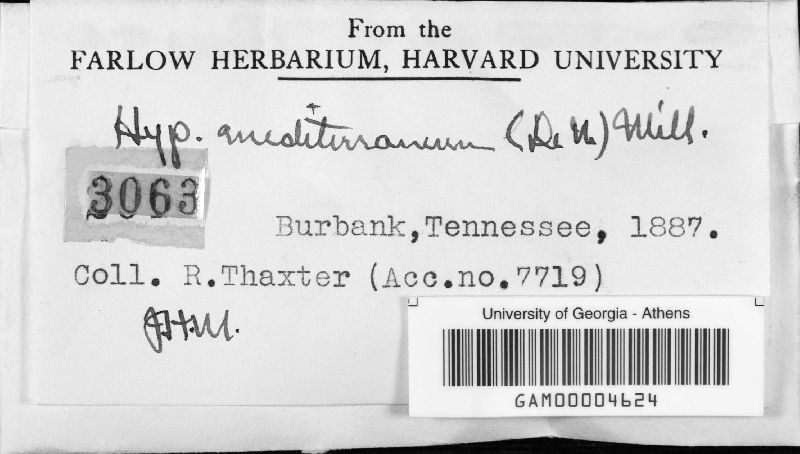 From the
FARLOW HERBARIUM, HARVARD UNIVERSITY
Hyp. mediterraneum (De N.) Mill.
3063
Burbank, Tennessee, 1887.
Coll. R.Thaxter (Acc.no.7719)
J.H.M.
University of Georgia - Athens
GAM00004624